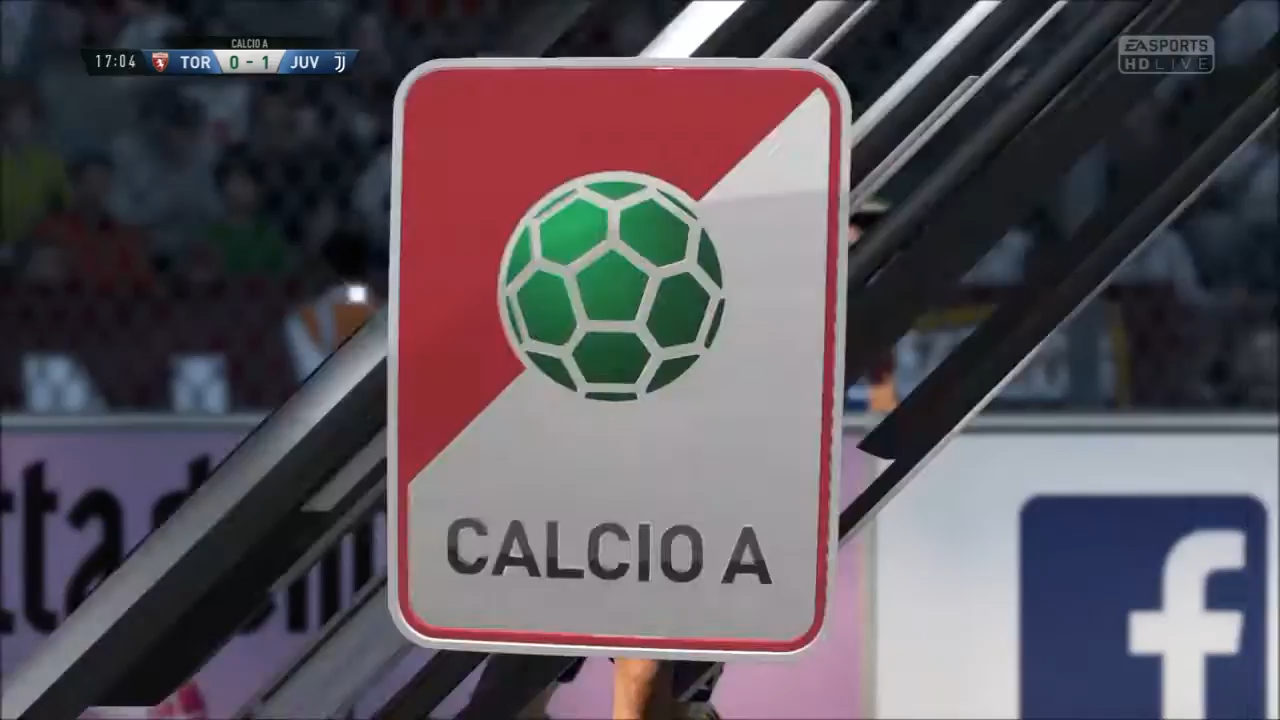 CALCIO A
17:04 TOR 0 - 1 JUV
EA SPORTS
HD LIVE
CALCIO A
f